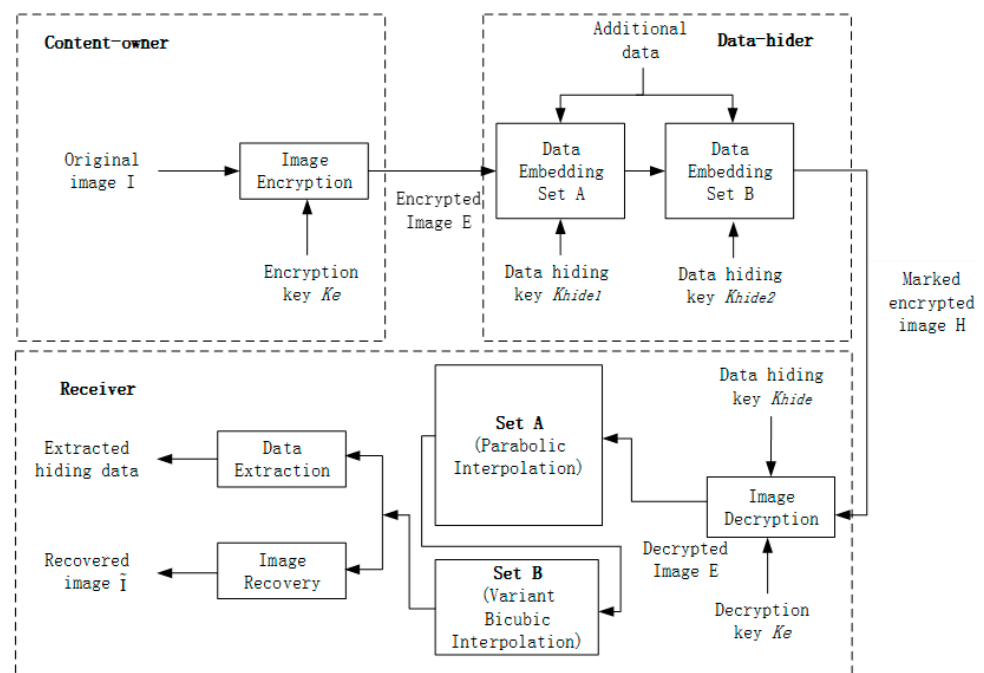 Content-owner
Original
image I
Image
Encryption
Encryption
key Ke
Encrypted
Image E
Data-hider
Additional
data
Data
Embedding
Set A
Data
Embedding
Set B
Data hiding
key Khide1
Data hiding
key Khide2
Marked
encrypted
image H
Receiver
Data hiding
key Khide
Image
Decryption
Decryption
key Ke
Decrypted
Image E
Set A
(Parabolic
Interpolation)
Set B
(Variant
Bicubic
Interpolation)
Data
Extraction
Extracted
hiding data
Image
Recovery
Recovered
image Ĩ